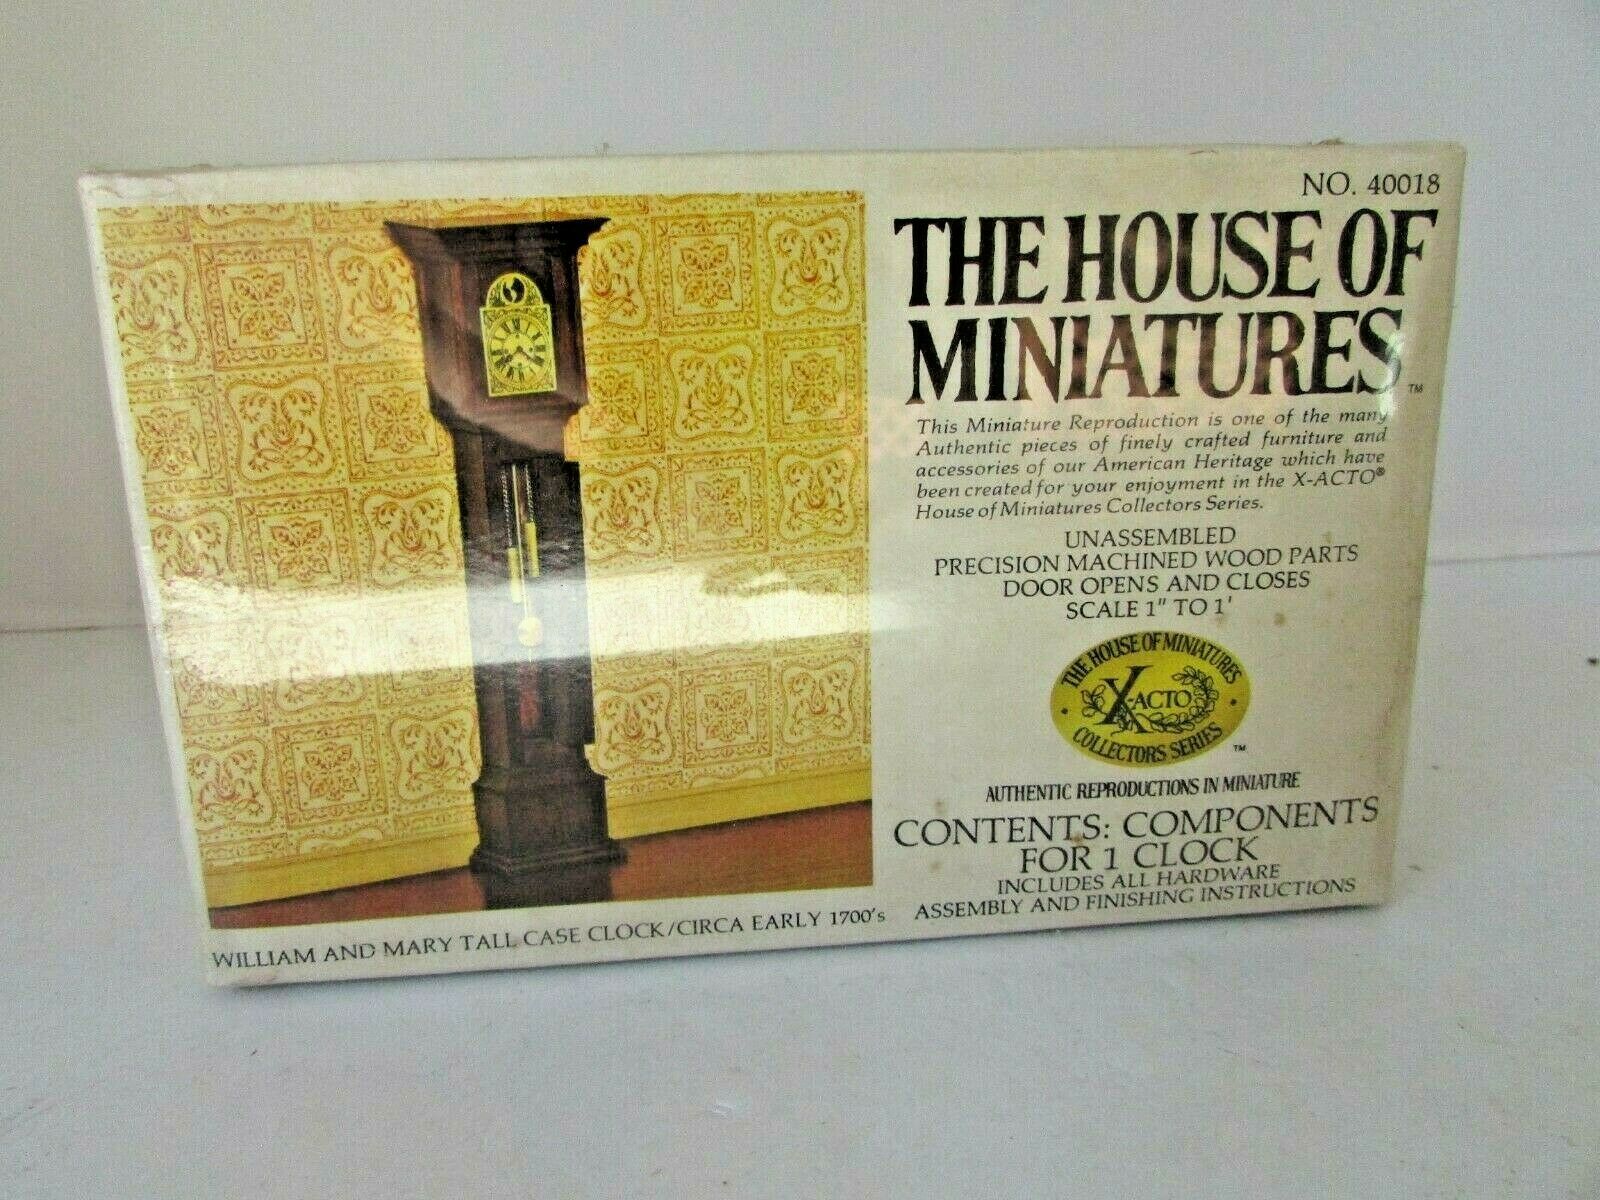 NO. 40018
THE HOUSE OF
MINIATURES™
This Miniature Reproduction is one of the many
Authentic pieces of finely crafted furniture and
accessories of our American Heritage which have
been created for your enjoyment in the X-ACTO®
House of Miniatures Collectors Series.
UNASSEMBLED
PRECISION MACHINED WOOD PARTS
DOOR OPENS AND CLOSES
SCALE 1" TO 1'
THE HOUSE OF MINIATURES
X-ACTO
COLLECTORS SERIES ™
AUTHENTIC REPRODUCTIONS IN MINIATURE
CONTENTS: COMPONENTS
FOR 1 CLOCK
INCLUDES ALL HARDWARE
ASSEMBLY AND FINISHING INSTRUCTIONS
WILLIAM AND MARY TALL CASE CLOCK/CIRCA EARLY 1700's